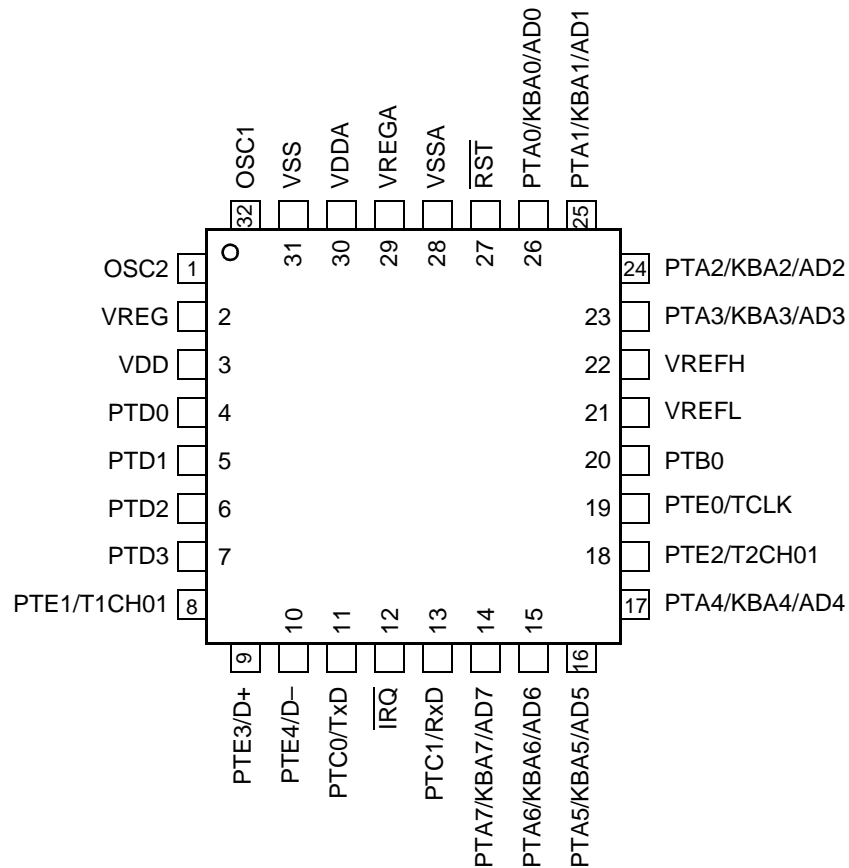 OSC1
VSS
VDDA
VREGA
VSSA
RST
PTA0/KBA0/AD0
PTA1/KBA1/AD1
32
31
30
29
28
27
26
25
OSC2 1
VREG 2
VDD 3
PTD0 4
PTD1 5
PTD2 6
PTD3 7
PTE1/T1CH01 8
24 PTA2/KBA2/AD2
23 PTA3/KBA3/AD3
22 VREFH
21 VREFL
20 PTB0
19 PTE0/TCLK
18 PTE2/T2CH01
17 PTA4/KBA4/AD4
9
10
11
12
13
14
15
16
PTE3/D+
PTE4/D–
PTC0/TxD
IRQ
PTC1/RxD
PTA7/KBA7/AD7
PTA6/KBA6/AD6
PTA5/KBA5/AD5